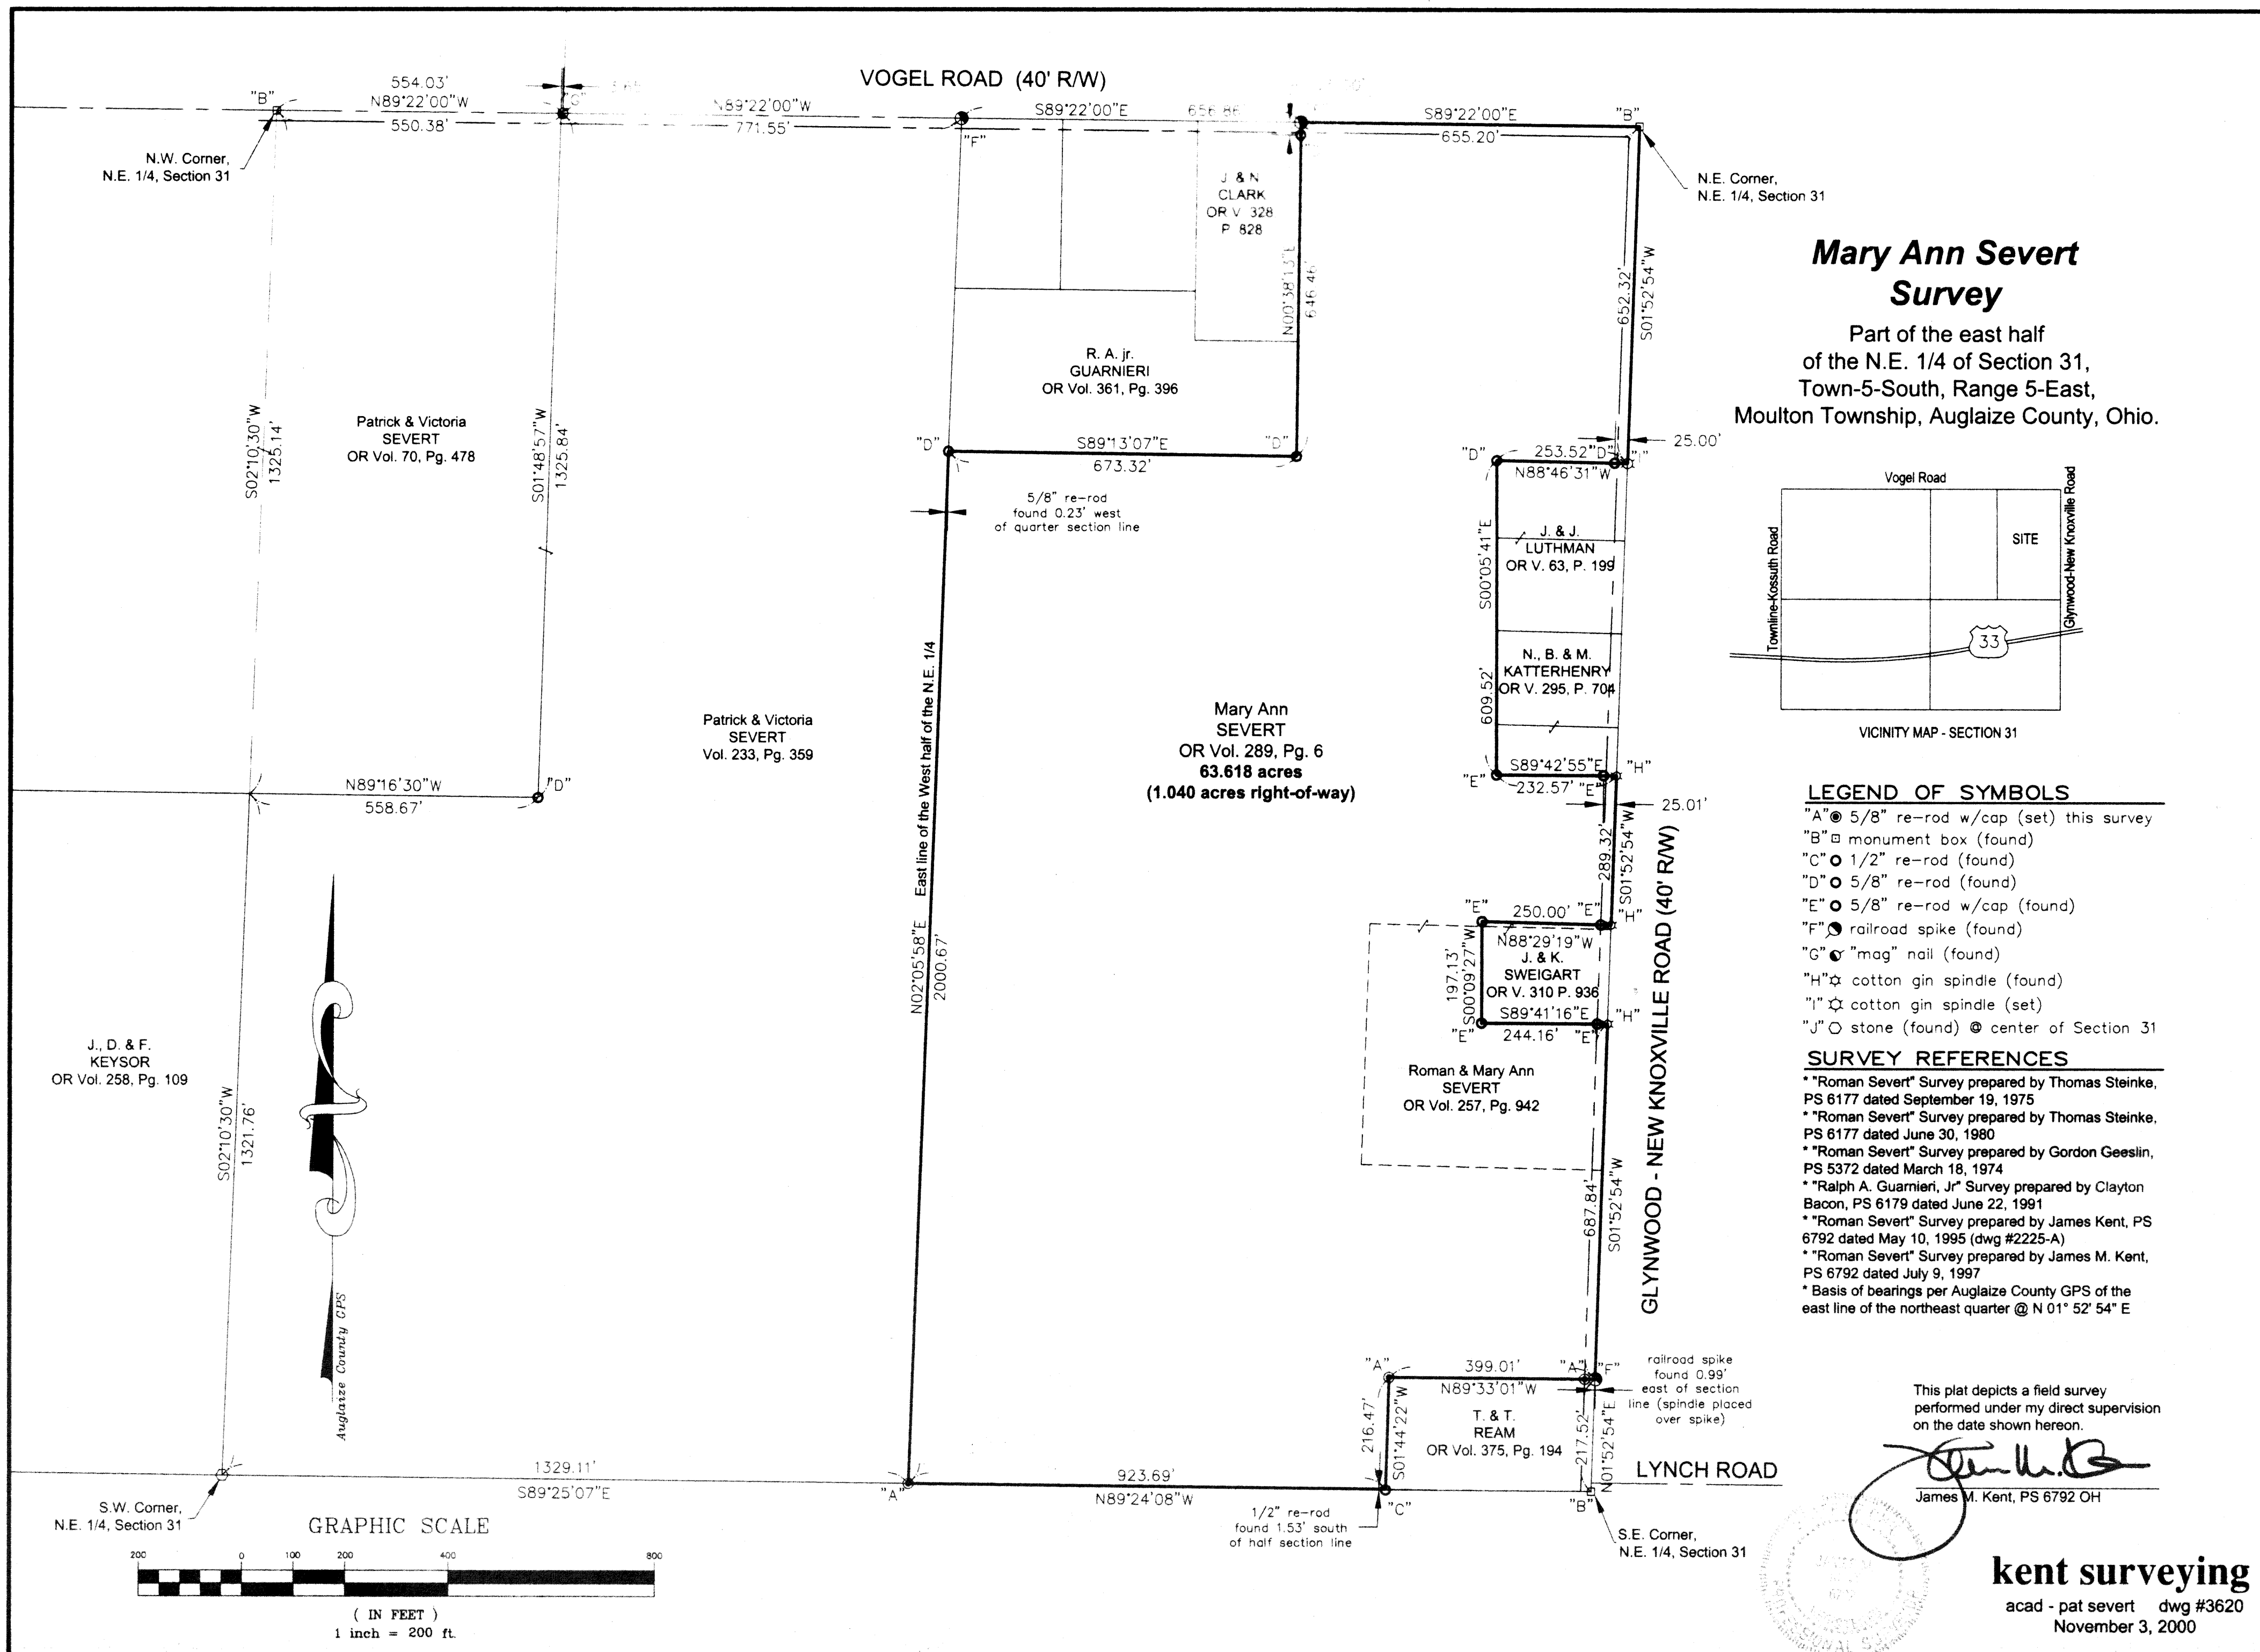 VOGEL ROAD (40' R/W)
554.03'
"B"
N89°22'00"W
550.38'
"G"
N89°22'00"W
771.55'
"F"
S89°22'00"E
656.86
S89°22'00"E
655.20'
"B"
N.W. Corner,
N.E. 1/4, Section 31
N.E. Corner,
N.E. 1/4, Section 31
J & N
CLARK
OR V 328
P 828
N00°38'13"E
646.46'
652.32'
S01°52'54"W
Mary Ann Severt
Survey
Part of the east half
of the N.E. 1/4 of Section 31,
Town-5-South, Range 5-East,
Moulton Township, Auglaize County, Ohio.
R. A. jr.
GUARNIERI
OR Vol. 361, Pg. 396
Patrick & Victoria
SEVERT
OR Vol. 70, Pg. 478
S02°10'30"W
1325.14'
S01°48'57"W
1325.84'
"D"
S89°13'07"E
"D"
673.32'
5/8" re-rod
found 0.23' west
of quarter section line
25.00'
"D"
253.52'
"D"
"I"
N88°46'31"W
J. & J.
LUTHMAN
OR V. 63, P. 199
S00°05'41"E
609.52'
N., B. & M.
KATTERHENRY
OR V. 295, P. 704
Vogel Road
Townline-Kossuth Road
SITE
Glynwood-New Knoxville Road
33
VICINITY MAP - SECTION 31
Patrick & Victoria
SEVERT
Vol. 233, Pg. 359
East line of the West half of the N.E. 1/4
N02°05'58"E
2000.67'
Mary Ann
SEVERT
OR Vol. 289, Pg. 6
63.618 acres
(1.040 acres right-of-way)
S89°42'55"E
"H"
"E"
232.57'
"E"
25.01'
N89°16'30"W
"D"
558.67'
289.32'
S01°52'54"W
"E"
250.00'
"E"
"H"
N88°29'19"W
197.13'
S00°09'27"W
J. & K.
SWEIGART
OR V. 310 P. 936
S89°41'16"E
"H"
"E"
244.16'
"E"
Roman & Mary Ann
SEVERT
OR Vol. 257, Pg. 942
GLYNWOOD - NEW KNOXVILLE ROAD (40' R/W)
687.84'
S01°52'54"W
LEGEND OF SYMBOLS
"A" 5/8" re-rod w/cap (set) this survey
"B" monument box (found)
"C" 1/2" re-rod (found)
"D" 5/8" re-rod (found)
"E" 5/8" re-rod w/cap (found)
"F" railroad spike (found)
"G" "mag" nail (found)
"H" cotton gin spindle (found)
"I" cotton gin spindle (set)
"J" stone (found) @ center of Section 31
SURVEY REFERENCES
* "Roman Severt" Survey prepared by Thomas Steinke,
PS 6177 dated September 19, 1975
* "Roman Severt" Survey prepared by Thomas Steinke,
PS 6177 dated June 30, 1980
* "Roman Severt" Survey prepared by Gordon Geeslin,
PS 5372 dated March 18, 1974
* "Ralph A. Guarnieri, Jr" Survey prepared by Clayton
Bacon, PS 6179 dated June 22, 1991
* "Roman Severt" Survey prepared by James Kent, PS
6792 dated May 10, 1995 (dwg #2225-A)
* "Roman Severt" Survey prepared by James M. Kent,
PS 6792 dated July 9, 1997
* Basis of bearings per Auglaize County GPS of the
east line of the northeast quarter @ N 01° 52' 54" E
J., D. & F.
KEYSOR
OR Vol. 258, Pg. 109
S02°10'30"W
1321.76'
Auglaize County GPS
"A"
399.01'
"A"
"F"
N89°33'01"W
railroad spike
found 0.99'
east of section
line (spindle placed
over spike)
216.47'
S01°44'22"W
T. & T.
REAM
OR Vol. 375, Pg. 194
217.52'
N01°52'54"E
LYNCH ROAD
1329.11'
S89°25'07"E
"A"
923.69'
N89°24'08"W
"C"
"B"
1/2" re-rod
found 1.53' south
of half section line
S.W. Corner,
N.E. 1/4, Section 31
S.E. Corner,
N.E. 1/4, Section 31
This plat depicts a field survey
performed under my direct supervision
on the date shown hereon.
James M. Kent, PS 6792 OH
GRAPHIC SCALE
200 0 100 200 400 800
( IN FEET )
1 inch = 200 ft.
kent surveying
acad - pat severt dwg #3620
November 3, 2000